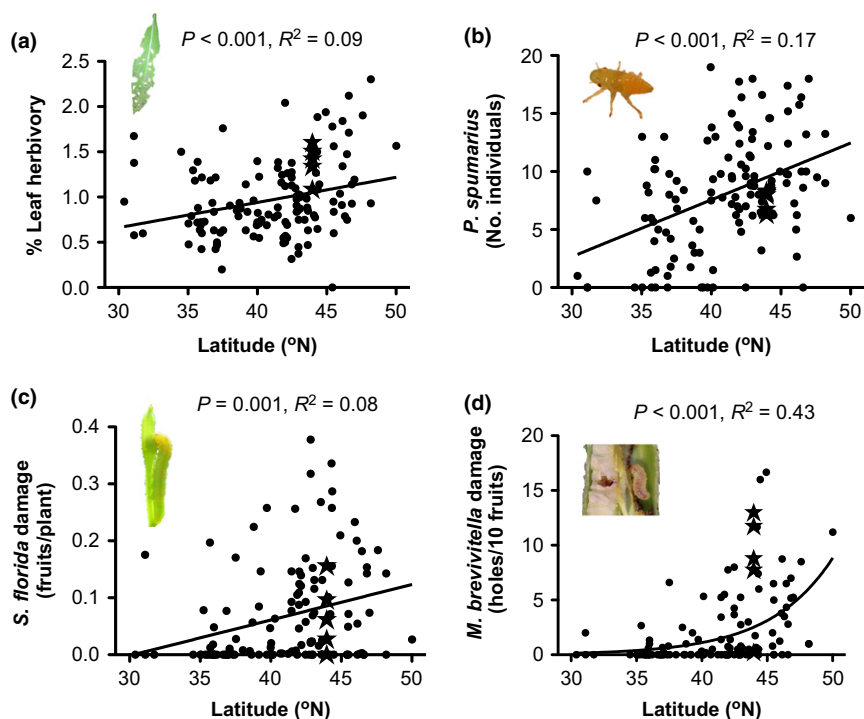 (a)
P < 0.001, R² = 0.09
2.5
2.0
1.5
1.0
0.5
0.0
% Leaf herbivory
30 35 40 45 50
Latitude (ºN)
(b)
P < 0.001, R² = 0.17
20
15
10
5
0
P. spumarius
(No. individuals)
30 35 40 45 50
Latitude (ºN)
(c)
P = 0.001, R² = 0.08
0.4
0.3
0.2
0.1
0.0
S. florida damage
(fruits/plant)
30 35 40 45 50
Latitude (ºN)
(d)
P < 0.001, R² = 0.43
20
15
10
5
0
M. brevitella damage
(holes/10 fruits)
30 35 40 45 50
Latitude (ºN)